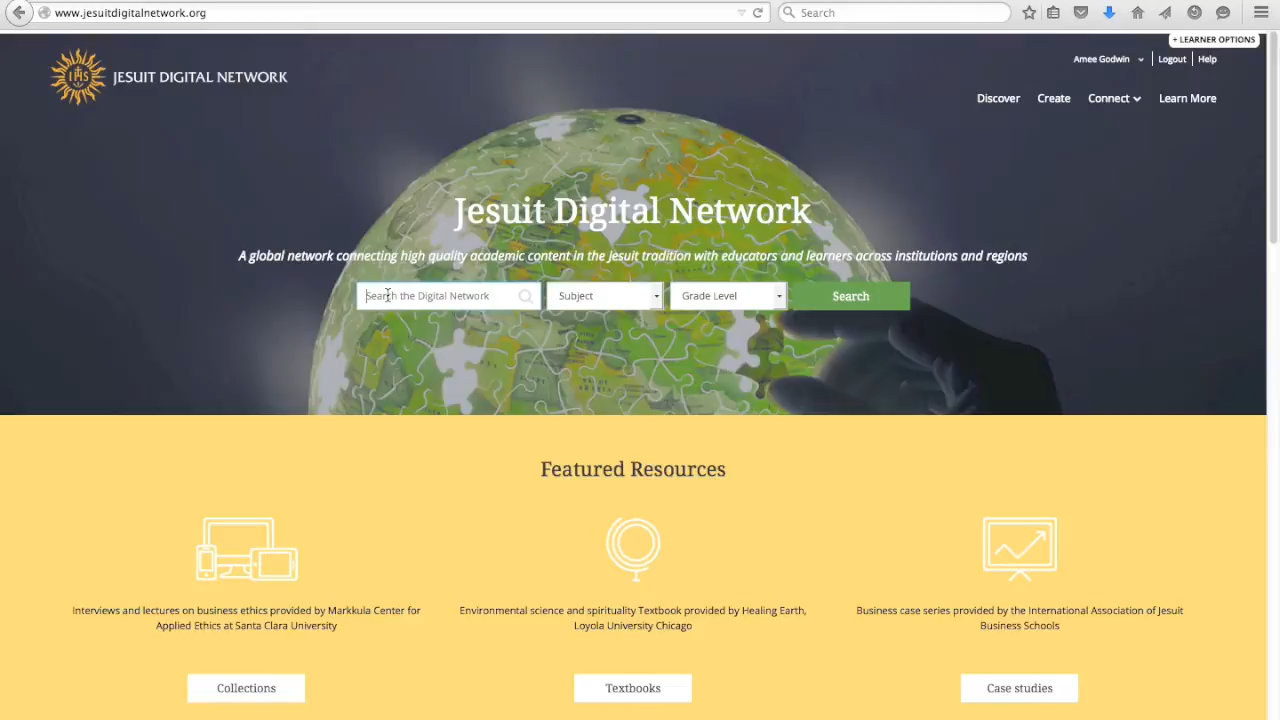 www.jesuitdigitalnetwork.org
Search
+ LEARNER OPTIONS
Amee Godwin
Logout
Help
IHS
JESUIT DIGITAL NETWORK
Discover
Create
Connect
Learn More
Jesuit Digital Network
A global network connecting high quality academic content in the Jesuit tradition with educators and learners across institutions and regions
Search the Digital Network
Subject
Grade Level
Search
Featured Resources
Interviews and lectures on business ethics provided by Markkula Center for
Applied Ethics at Santa Clara University
Environmental science and spirituality Textbook provided by Healing Earth,
Loyola University Chicago
Business case series provided by the International Association of Jesuit
Business Schools
Collections
Textbooks
Case studies